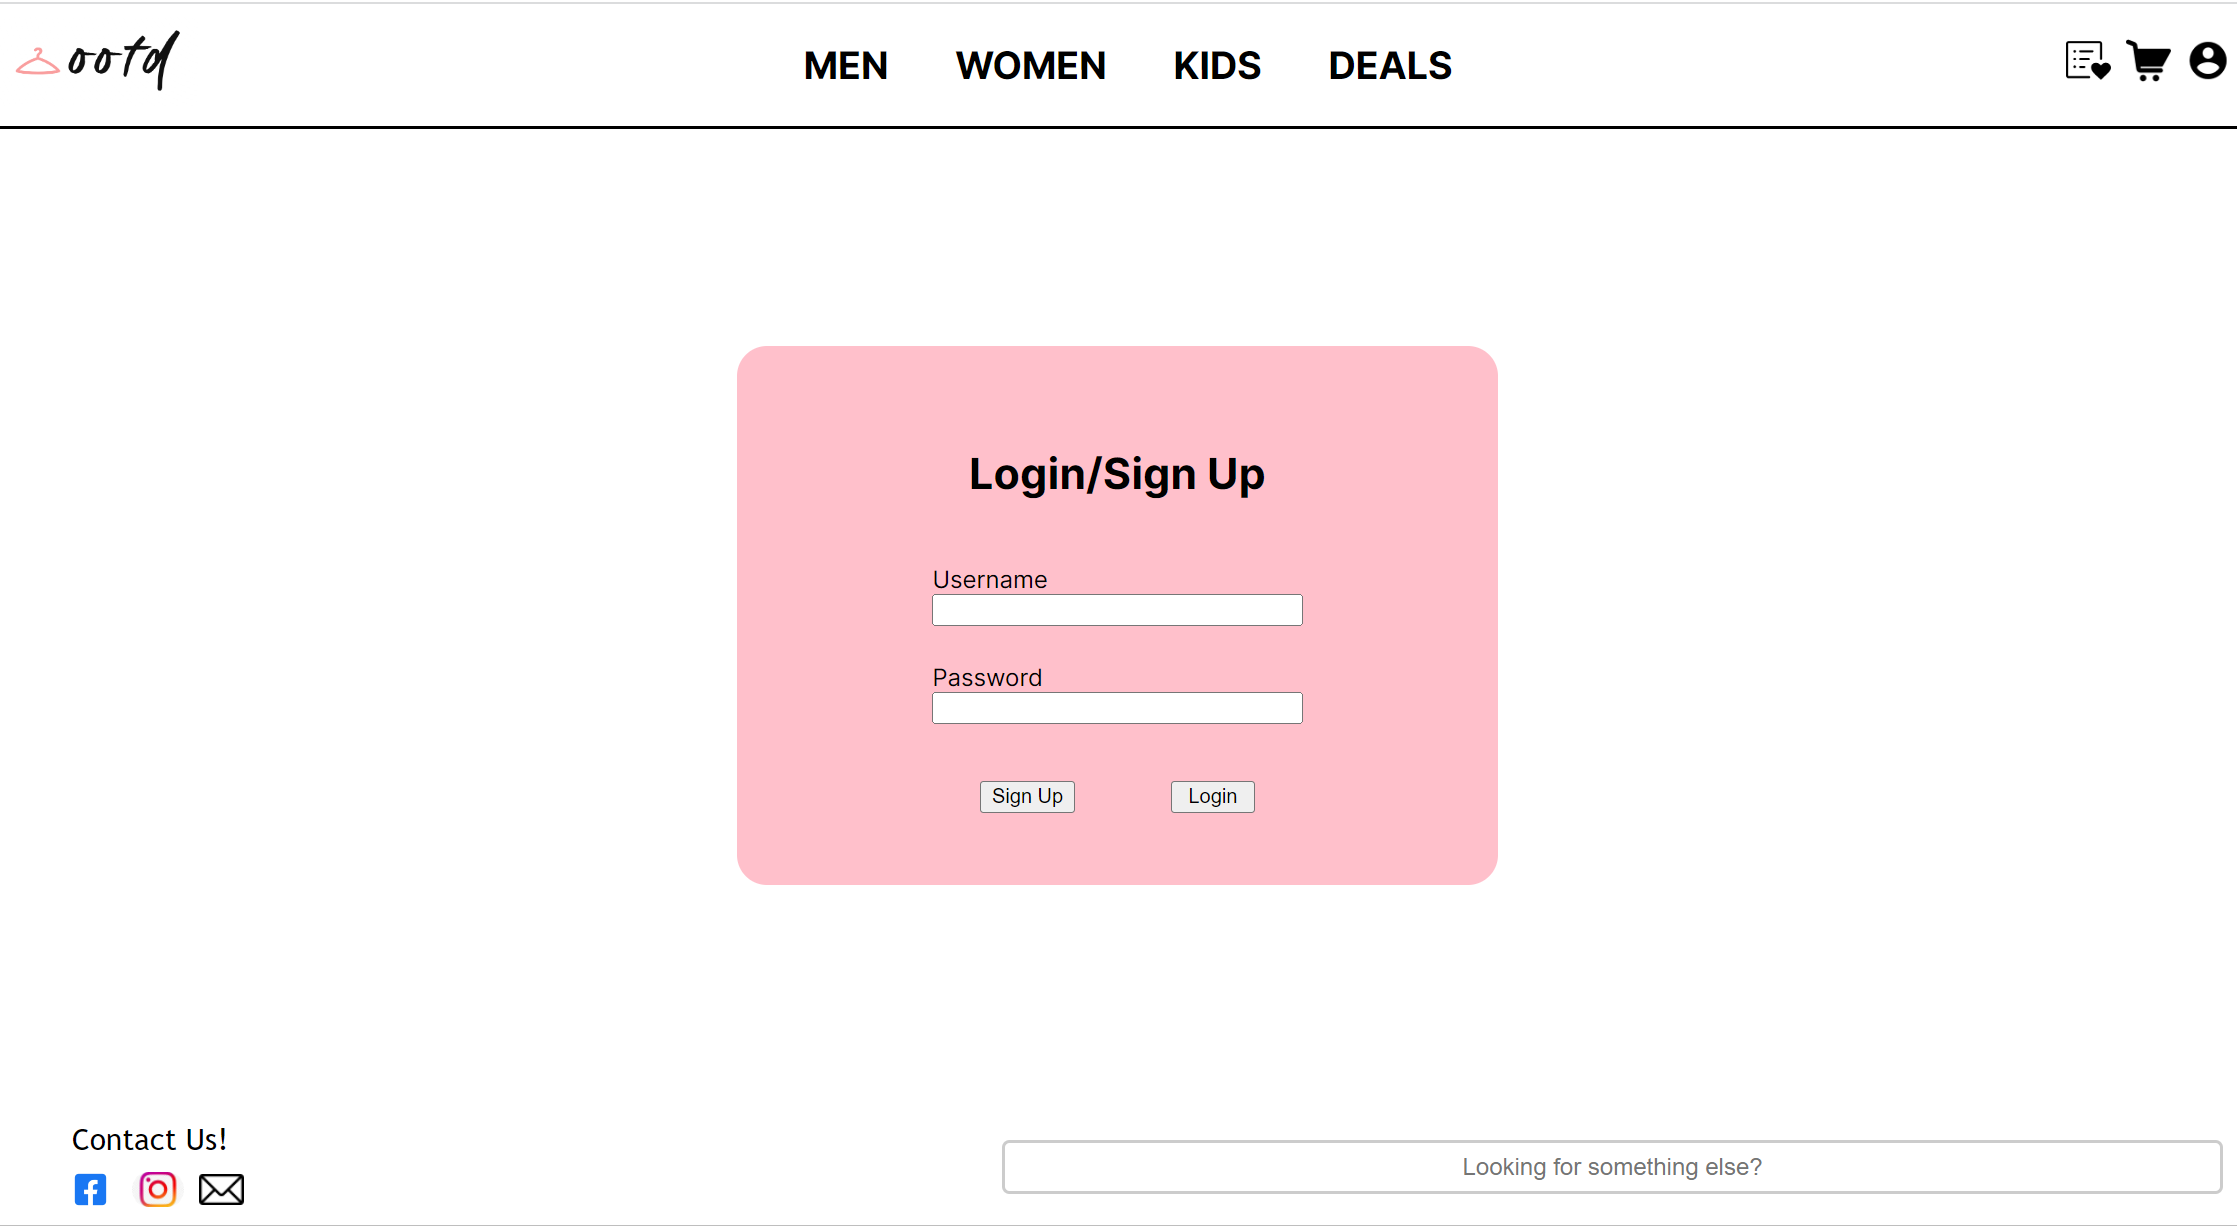 ootd
MEN WOMEN KIDS DEALS
Login/Sign Up
Username
Password
Sign Up Login
Contact Us!
Looking for something else?